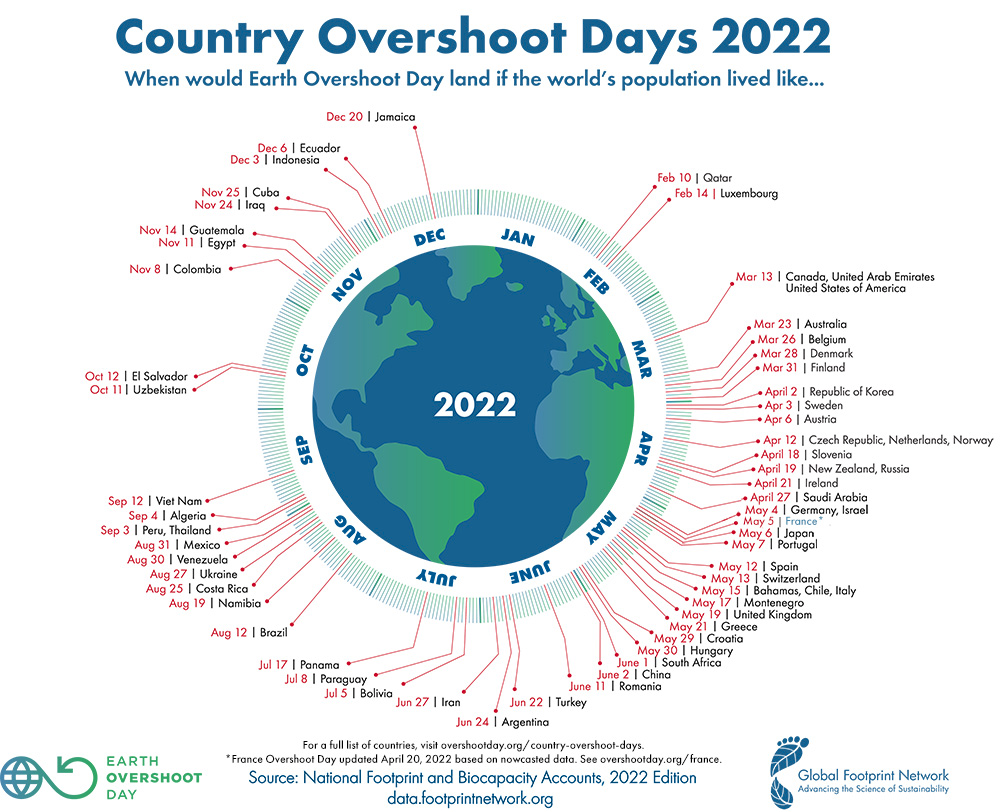 Country Overshoot Days 2022
When would Earth Overshoot Day land if the world's population lived like...
Dec 20 | Jamaica
Dec 6 | Ecuador
Dec 3 | Indonesia
Nov 25 | Cuba
Nov 24 | Iraq
Nov 14 | Guatemala
Nov 11 | Egypt
Nov 8 | Colombia
Oct 12 | El Salvador
Oct 11 | Uzbekistan
Sep 12 | Viet Nam
Sep 4 | Algeria
Sep 3 | Peru, Thailand
Aug 31 | Mexico
Aug 30 | Venezuela
Aug 27 | Ukraine
Aug 25 | Costa Rica
Aug 19 | Namibia
Aug 12 | Brazil
Jul 17 | Panama
Jul 8 | Paraguay
Jul 5 | Bolivia
Jun 27 | Iran
Jun 24 | Argentina
Jun 22 | Turkey
Feb 10 | Qatar
Feb 14 | Luxembourg
Mar 13 | Canada, United Arab Emirates
United States of America
Mar 23 | Australia
Mar 26 | Belgium
Mar 28 | Denmark
Mar 31 | Finland
April 2 | Republic of Korea
Apr 3 | Sweden
Apr 6 | Austria
Apr 12 | Czech Republic, Netherlands, Norway
April 18 | Slovenia
April 19 | New Zealand, Russia
April 21 | Ireland
April 27 | Saudi Arabia
May 4 | Germany, Israel
May 5 | France*
May 6 | Japan
May 7 | Portugal
May 12 | Spain
May 13 | Switzerland
May 15 | Bahamas, Chile, Italy
May 17 | Montenegro
May 19 | United Kingdom
May 21 | Greece
May 29 | Croatia
May 30 | Hungary
June 1 | South Africa
June 2 | China
June 11 | Romania
JAN
FEB
MAR
APR
MAY
JUNE
JULY
AUG
SEP
OCT
NOV
DEC
2022
For a full list of countries, visit overshootday.org/country-overshoot-days.
*France Overshoot Day updated April 20, 2022 based on nowcasted data. See overshootday.org/france.
Source: National Footprint and Biocapacity Accounts, 2022 Edition
data.footprintnetwork.org
EARTH
OVERSHOOT
DAY
Global Footprint Network
Advancing the Science of Sustainability